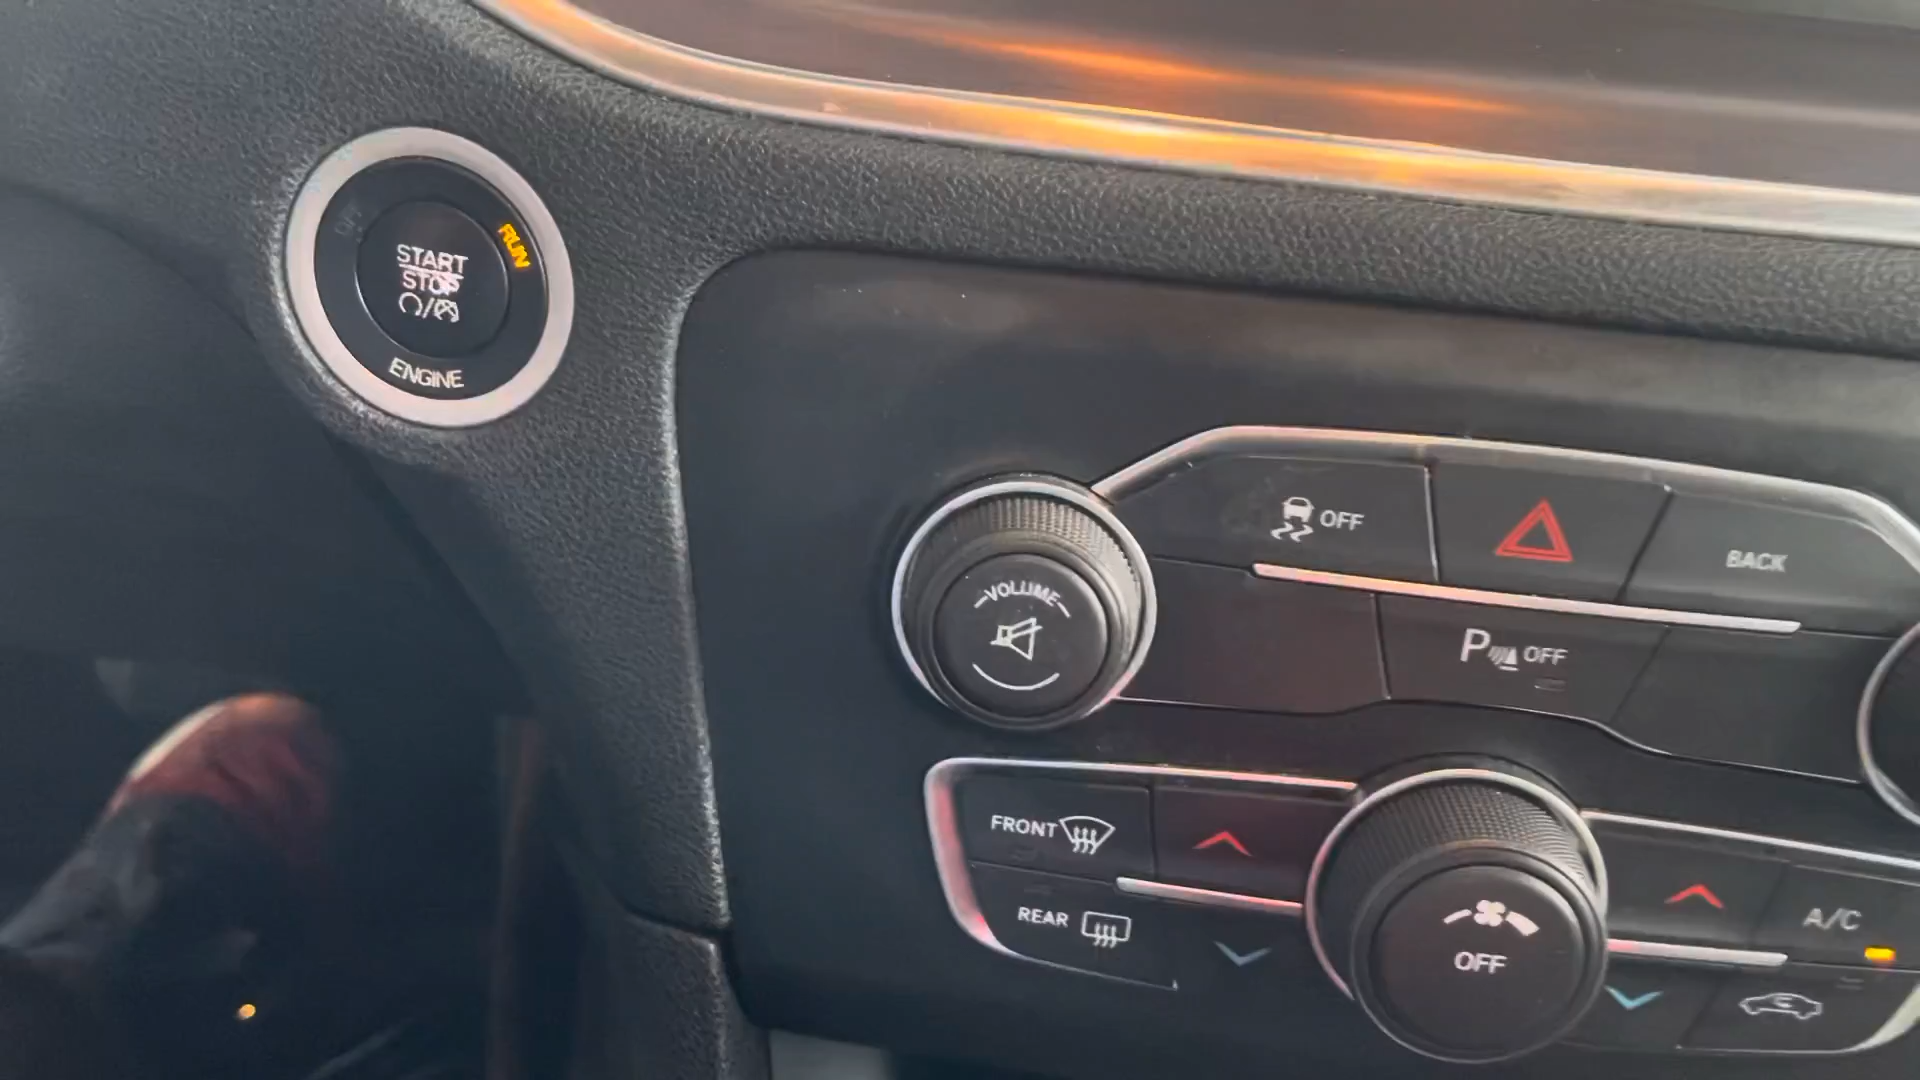 RUN
START
STOP
ENGINE
OFF
BACK
VOLUME
P OFF
FRONT
REAR
OFF
A/C